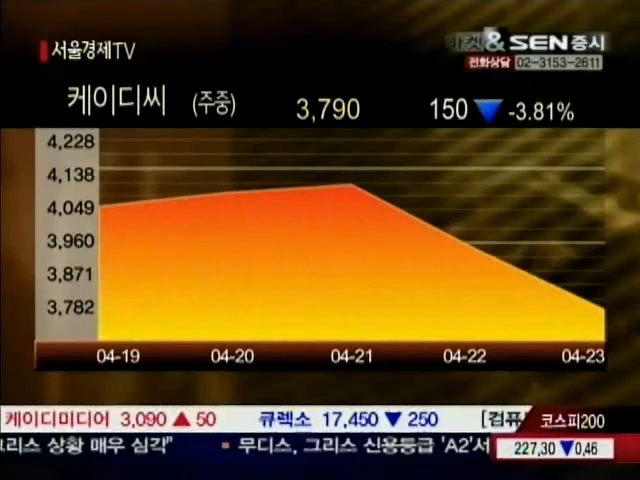 서울경제TV
마켓&SEN증시
전화상담 02-3153-2611
케이디씨 (주중) 3,790 150▼ -3.81%
4,228
4,138
4,049
3,960
3,871
3,782
04-19 04-20 04-21 04-22 04-23
케이디미디어 3,090 ▲ 50 큐렉소 17,450 ▼ 250 [컴퓨 코스피200
그리스 상황 매우 심각" ▪ 무디스, 그리스 신용등급 'A2'서 227,30 ▼0,46